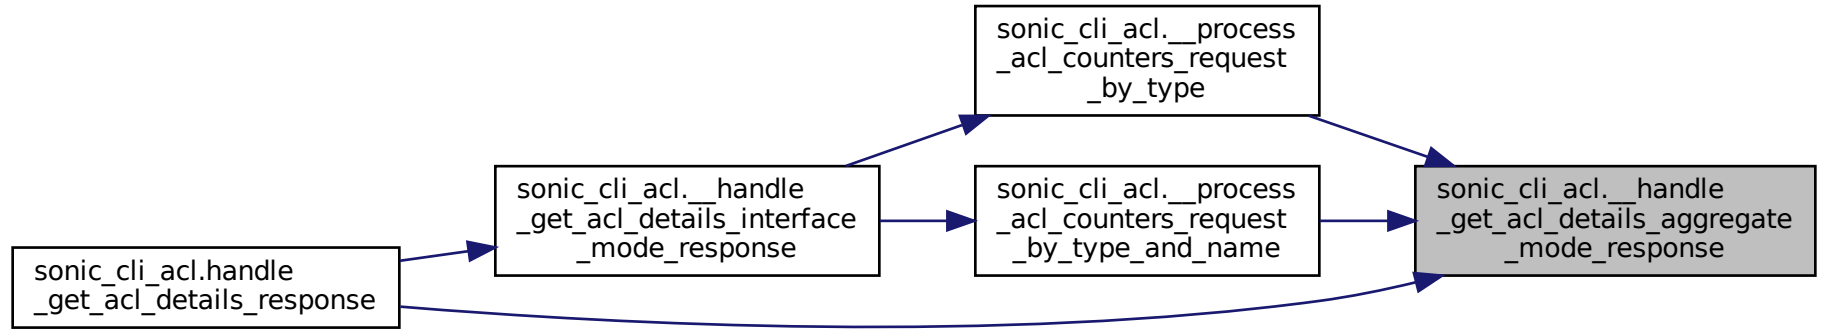 sonic_cli_acl.__process
_acl_counters_request
_by_type
sonic_cli_acl.__handle
_get_acl_details_interface
_mode_response
sonic_cli_acl.__process
_acl_counters_request
_by_type_and_name
sonic_cli_acl.__handle
_get_acl_details_aggregate
_mode_response
sonic_cli_acl.handle
_get_acl_details_response